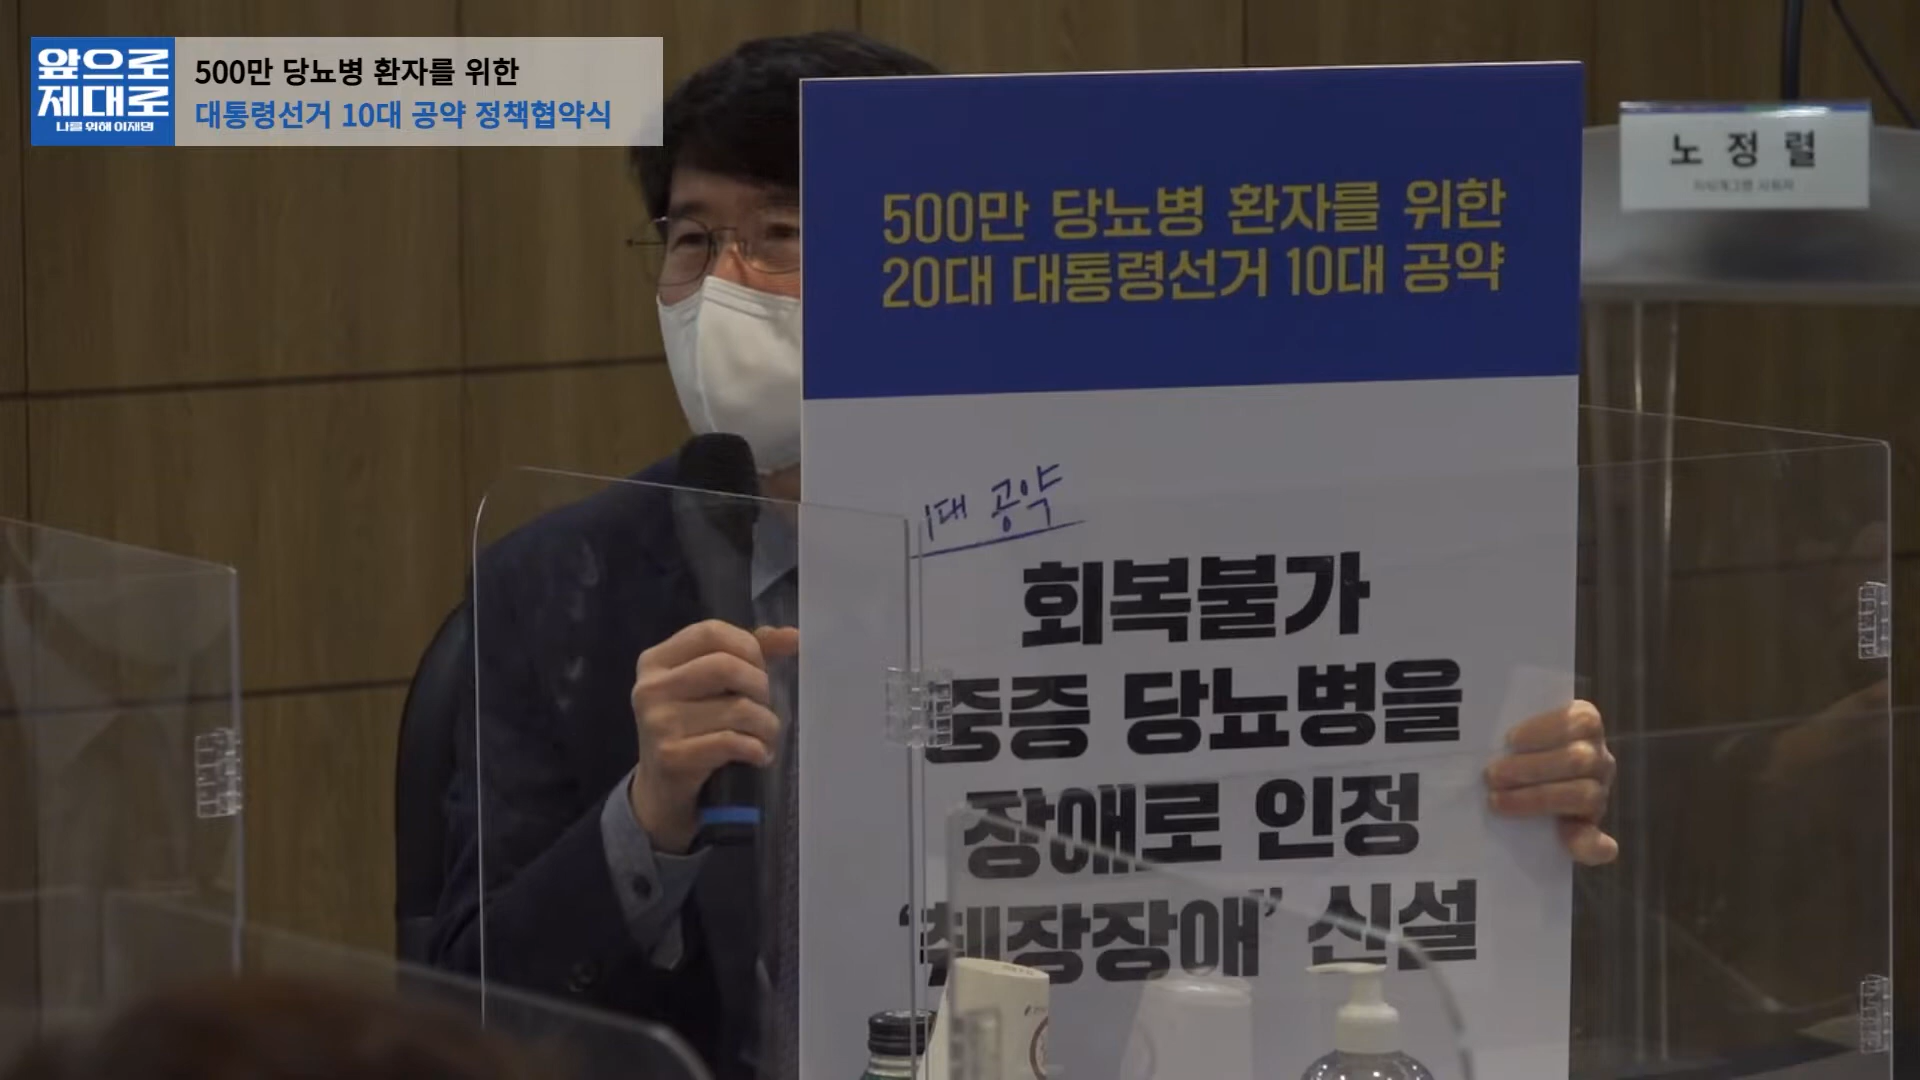 앞으로
제대로
나를 위해 이재명
500만 당뇨병 환자를 위한
대통령선거 10대 공약 정책협약식
노정렬
500만 당뇨병 환자를 위한
20대 대통령선거 10대 공약
1대 공약
회복불가
중증 당뇨병을
장애로 인정
‘췌장장애’ 신설